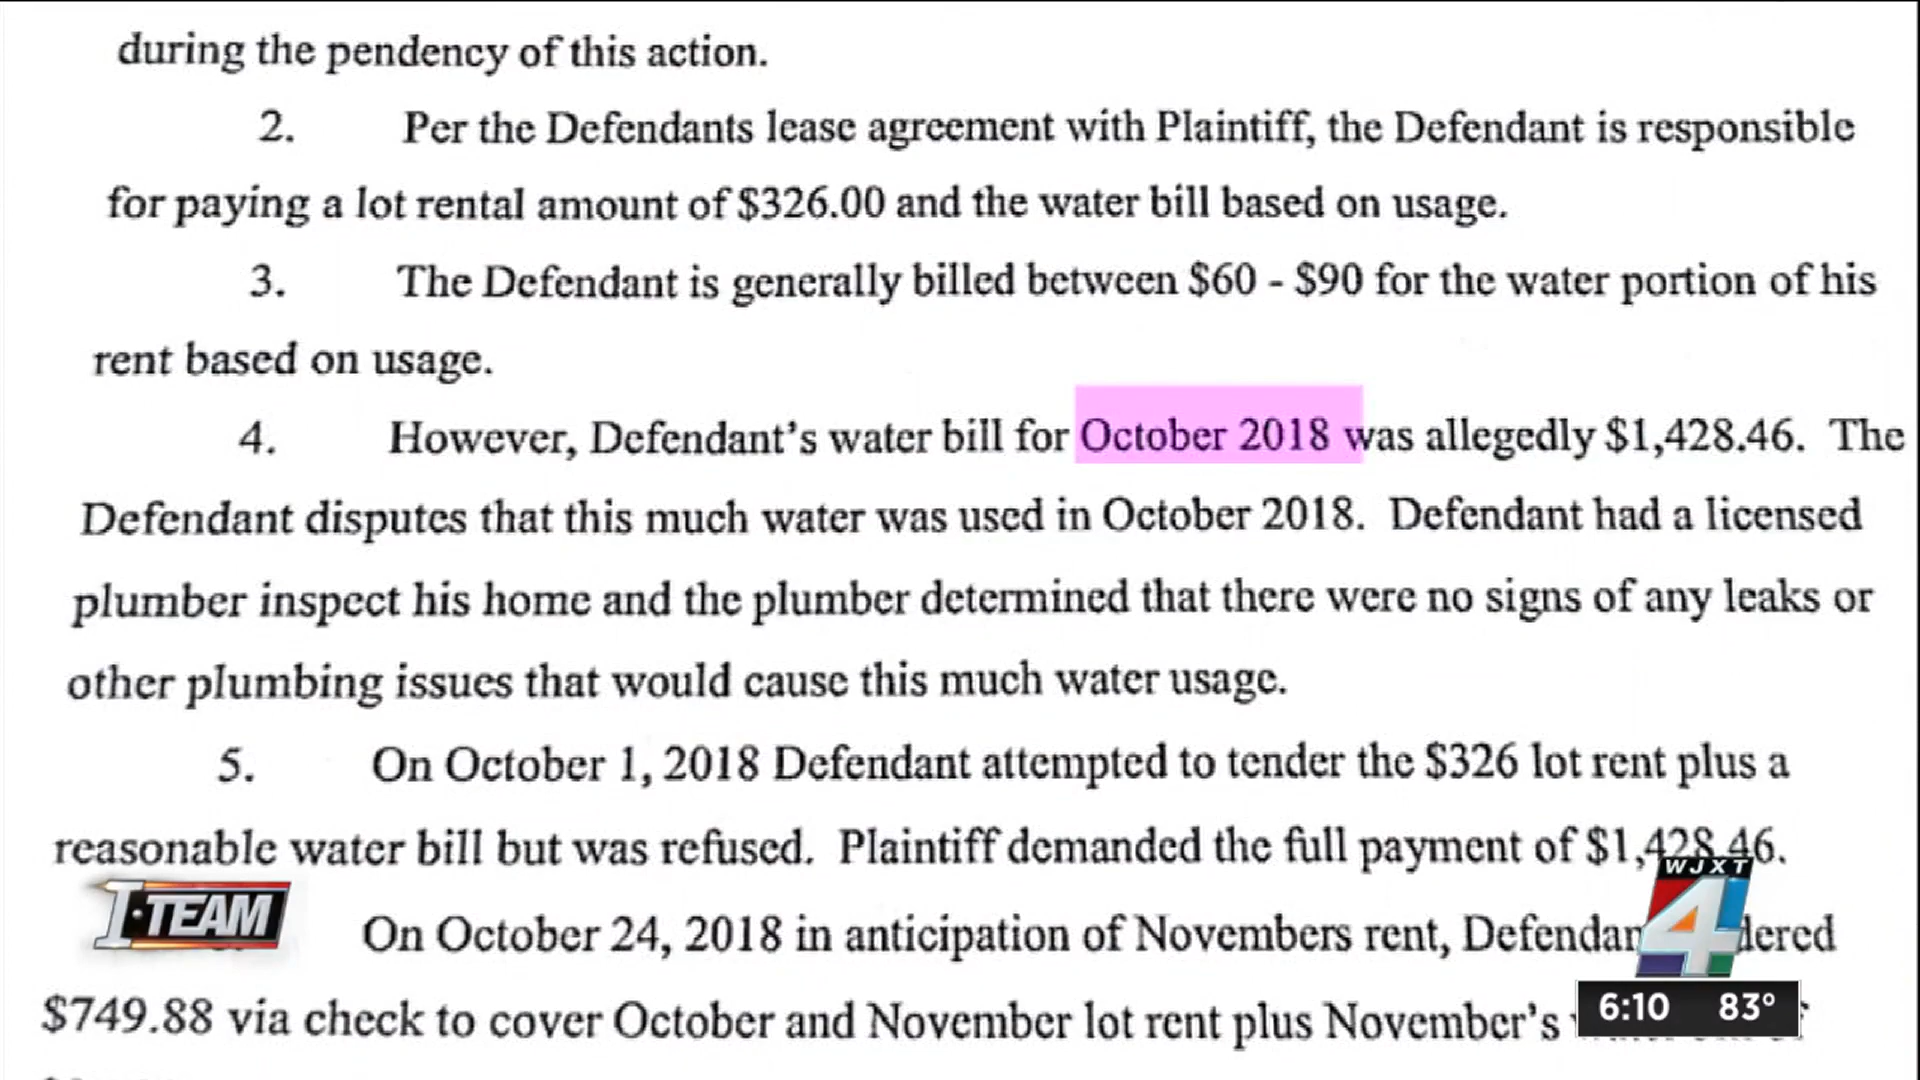 during the pendency of this action.
2. Per the Defendants lease agreement with Plaintiff, the Defendant is responsible
for paying a lot rental amount of $326.00 and the water bill based on usage.
3. The Defendant is generally billed between $60 - $90 for the water portion of his
rent based on usage.
4. However, Defendant's water bill for October 2018 was allegedly $1,428.46. The
Defendant disputes that this much water was used in October 2018. Defendant had a licensed
plumber inspect his home and the plumber determined that there were no signs of any leaks or
other plumbing issues that would cause this much water usage.
5. On October 1, 2018 Defendant attempted to tender the $326 lot rent plus a
reasonable water bill but was refused. Plaintiff demanded the full payment of $1,428.46.
On October 24, 2018 in anticipation of Novembers rent,
$749.88 via check to cover October and November lot rent plus November's
I-TEAM
WJXT
4
6:10 83°